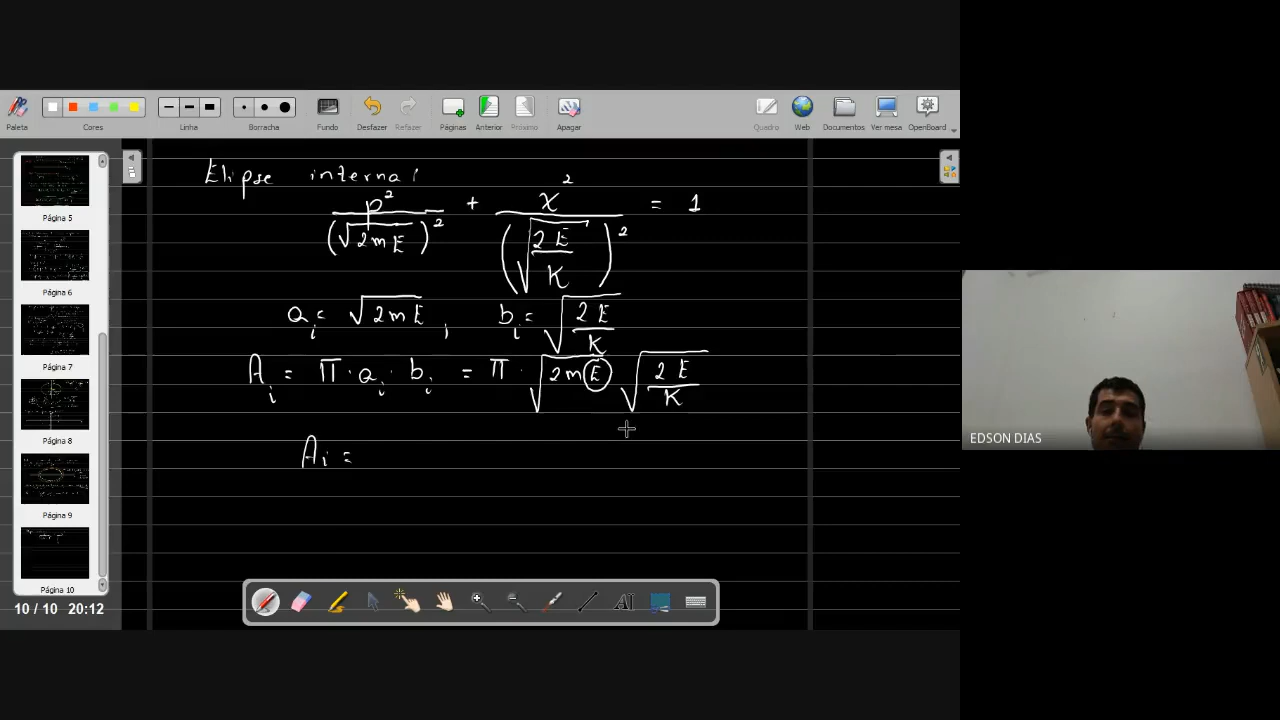 Paleta Cores Linha Borracha Fundo Desfazer Refazer Páginas Anterior Próximo Apagar Quadro Web Documentos Ver mesa OpenBoard
Página 5
Página 6
Página 7
Página 8
Página 9
Página 10
10 / 10 20:12
Elipse interna:
p² / (√2mE)² + x² / (√(2E/K))² = 1
aᵢ = √2mE, bᵢ = √(2E/K)
Aᵢ = π · aᵢ · bᵢ = π · √2mE √(2E/K)
Aᵢ =
EDSON DIAS